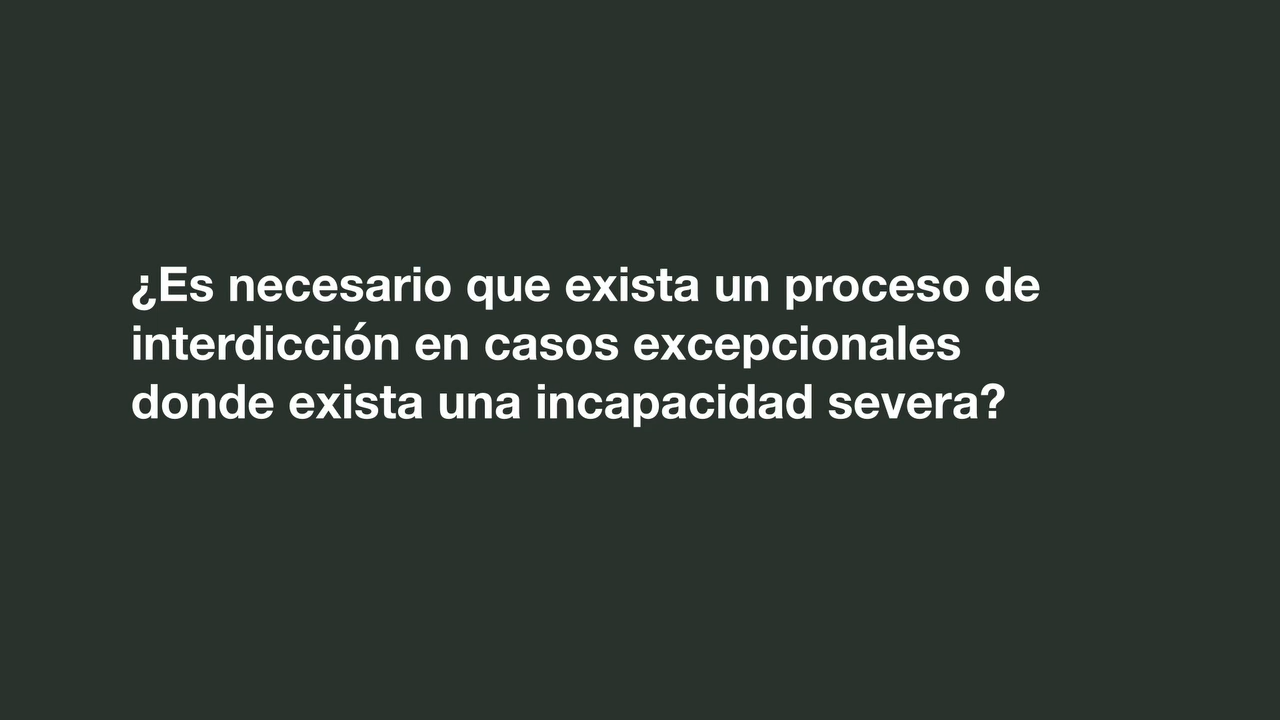 ¿Es necesario que exista un proceso de
interdicción en casos excepcionales
donde exista una incapacidad severa?